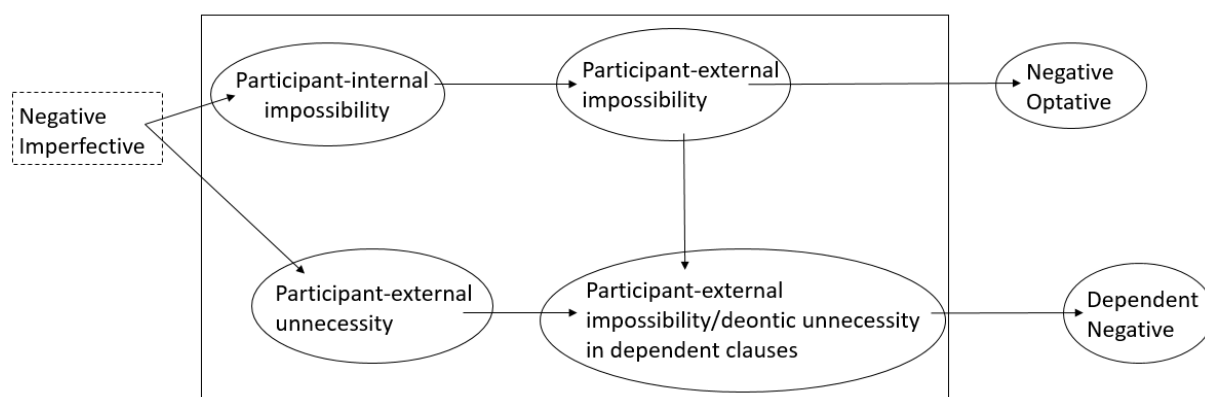 Negative
Imperfective
Participant-internal
impossibility
Participant-external
impossibility
Negative
Optative
Participant-external
unnecessity
Participant-external
impossibility/deontic unnecessity
in dependent clauses
Dependent
Negative